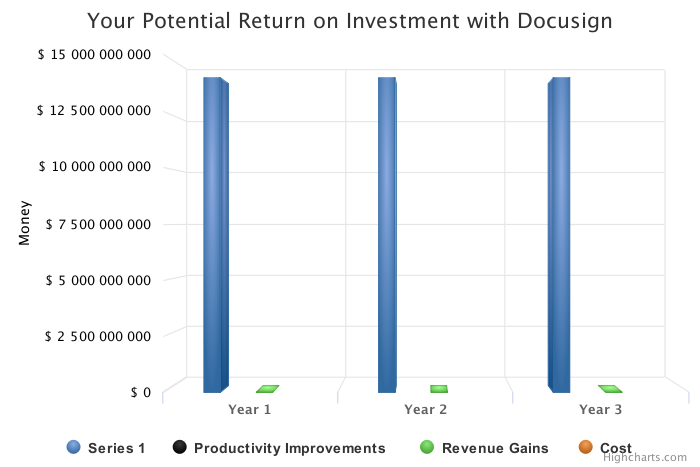 Your Potential Return on Investment with Docusign
$ 15 000 000 000
$ 12 500 000 000
$ 10 000 000 000
$ 7 500 000 000
$ 5 000 000 000
$ 2 500 000 000
$ 0
Money
Year 1 Year 2 Year 3
Series 1 Productivity Improvements Revenue Gains Cost
Highcharts.com